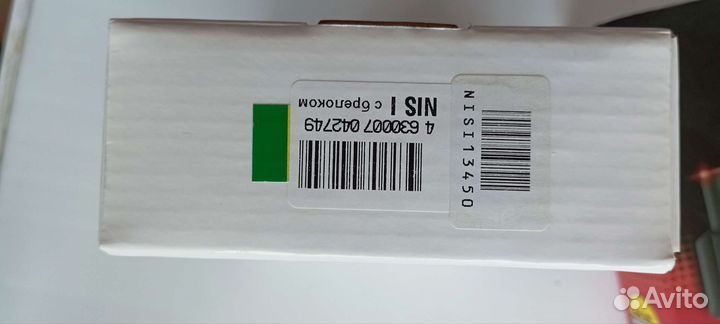 NIS I
с брелоком
4 630007 042749
NISI13450
Avito